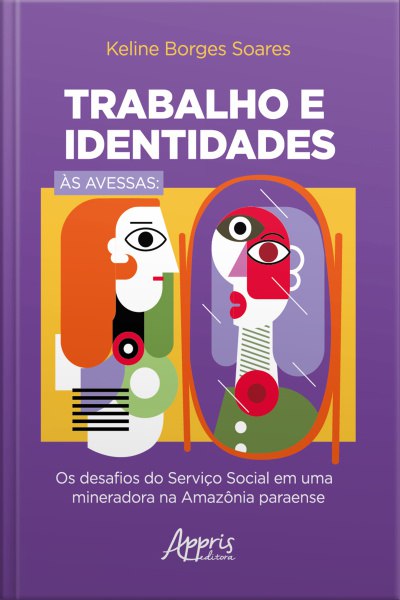 Keline Borges Soares
TRABALHO E
IDENTIDADES
ÀS AVESSAS:
Os desafios do Serviço Social em uma
mineradora na Amazônia paraense
Appris
editora